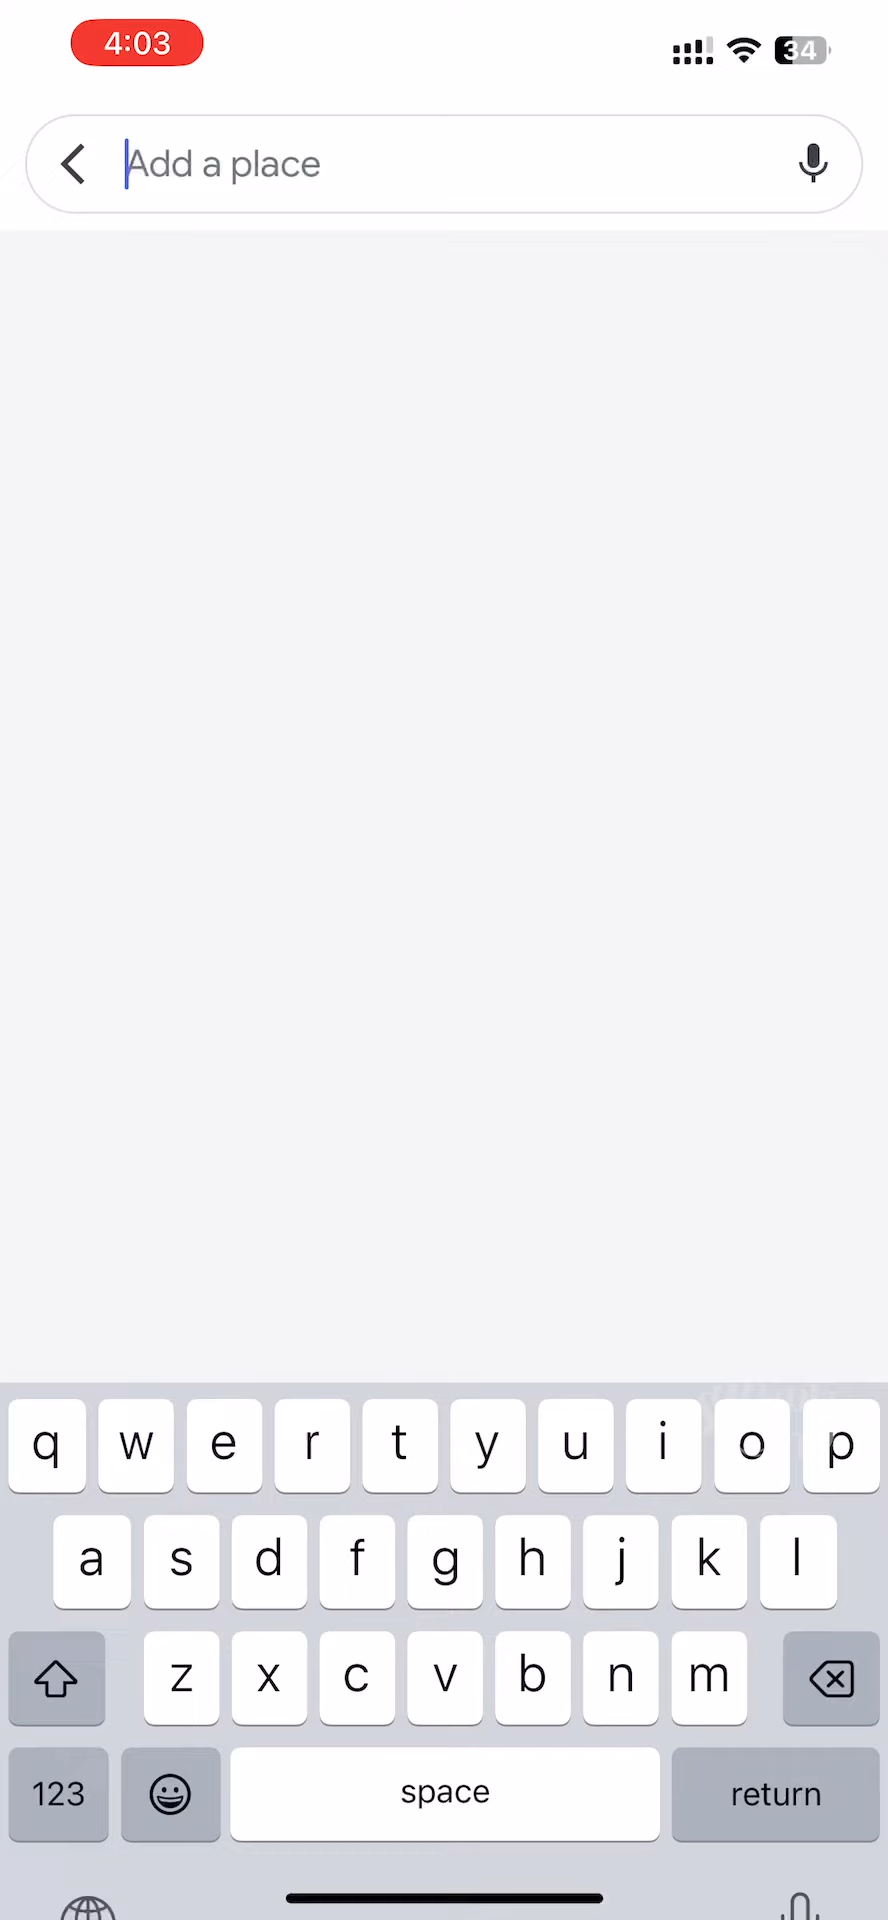 4:03
34
Add a place
q w e r t y u i o p
a s d f g h j k l
z x c v b n m
123 space return